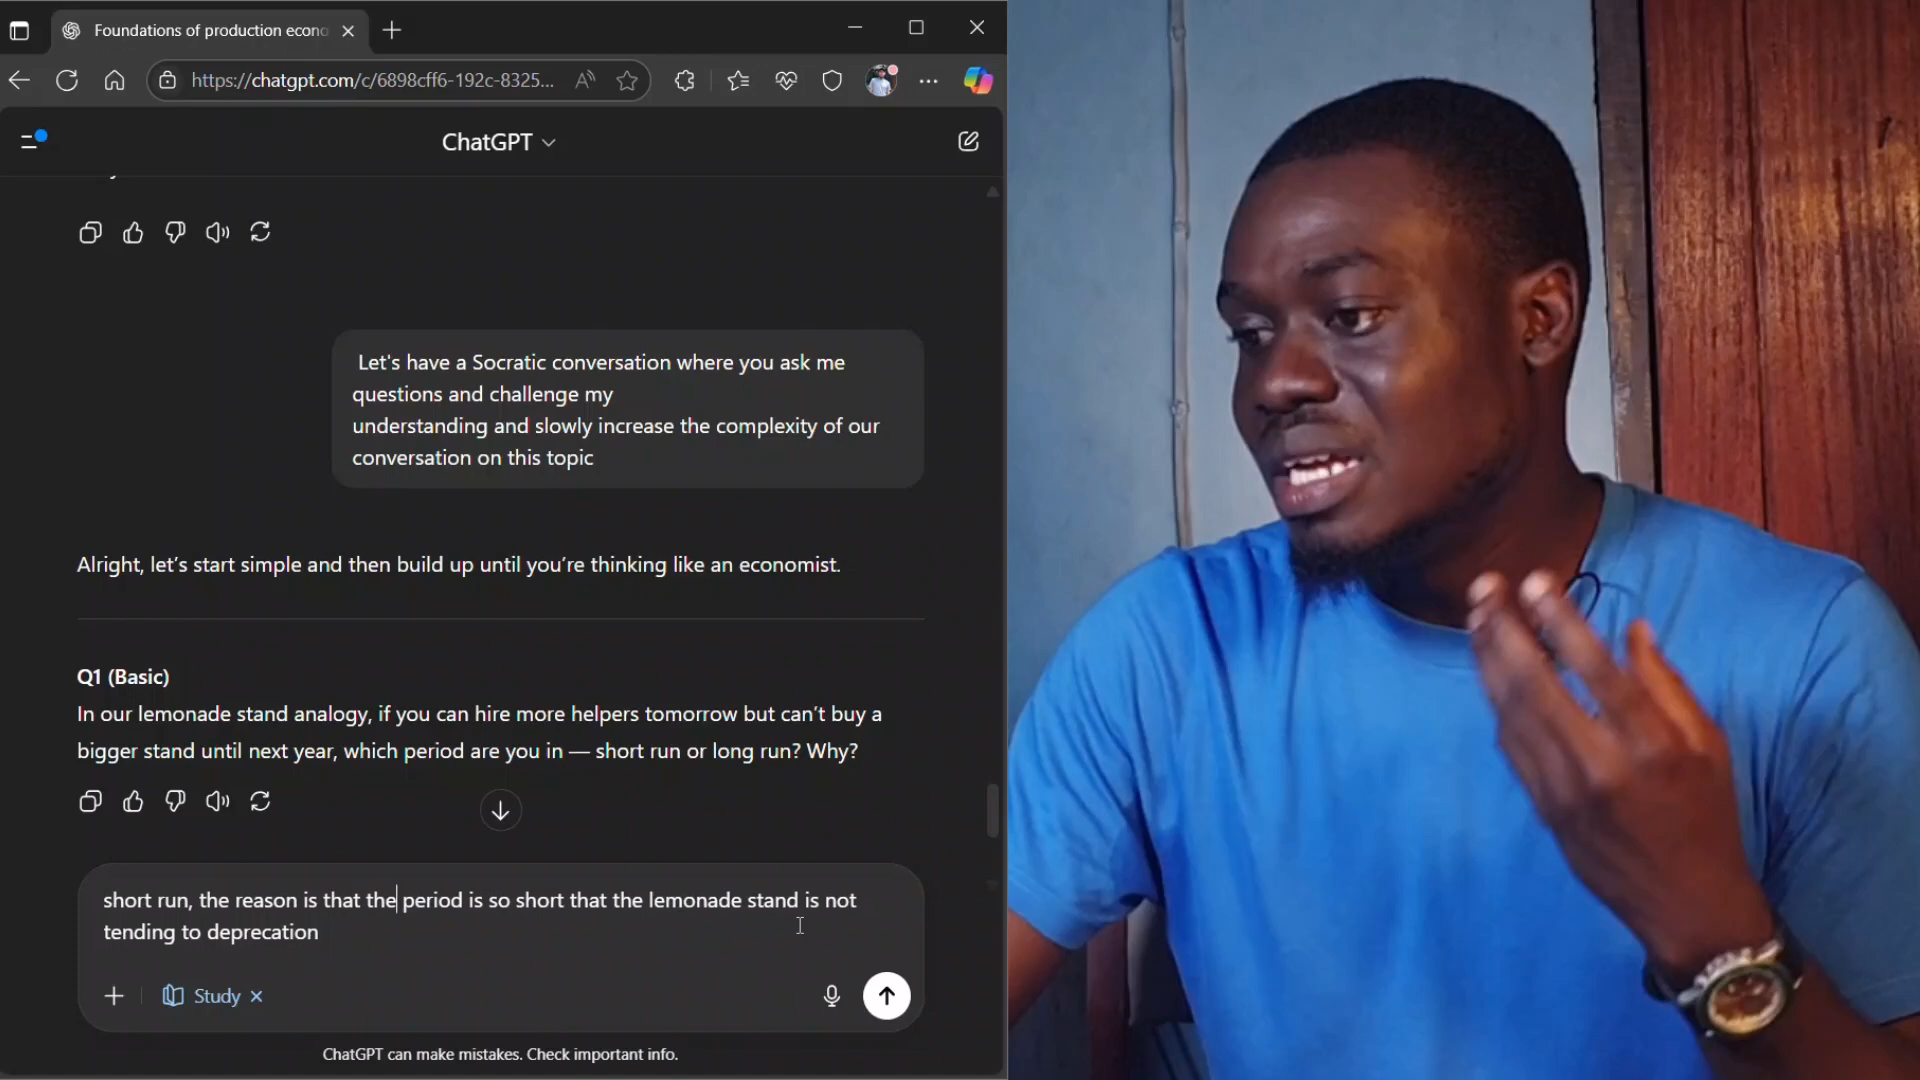 Foundations of production econo
https://chatgpt.com/c/6898cff6-192c-8325...
ChatGPT
Let's have a Socratic conversation where you ask me
questions and challenge my
understanding and slowly increase the complexity of our
conversation on this topic
Alright, let’s start simple and then build up until you’re thinking like an economist.
Q1 (Basic)
In our lemonade stand analogy, if you can hire more helpers tomorrow but can’t buy a
bigger stand until next year, which period are you in — short run or long run? Why?
short run, the reason is that the period is so short that the lemonade stand is not
tending to deprecation
Study
ChatGPT can make mistakes. Check important info.